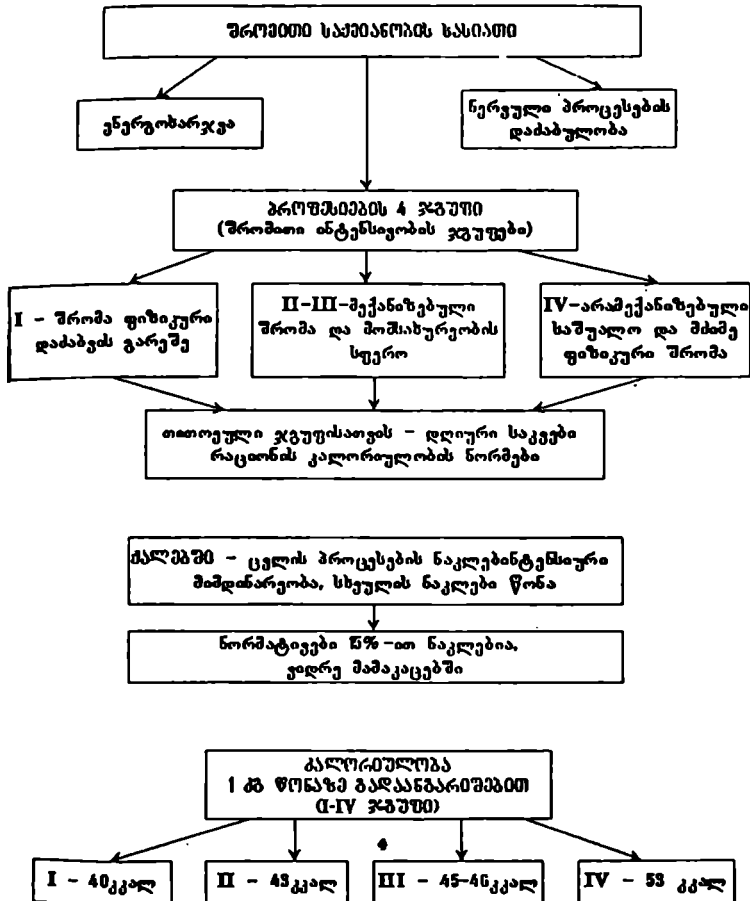 შრომითი საქმიანობის ხასიათი
ენერგოხარჯვა
ნერვული პროცესების
დაძაბულობა
პროფესიების 4 ჯგუფი
(შრომითი ინტენსივობის ჯგუფები)
I – შრომა ფიზიკური
დაძაბვის გარეშე
II–III–მექანიზებული
შრომა და მომსახურეობის
სფერო
IV–არამექანიზებული
საშუალო და მძიმე
ფიზიკური შრომა
თითოეული ჯგუფისათვის – დღიური საკვები
რაციონის კალორიულობის ნორმები
ქალებში – ცვლის პროცესების ნაკლებინტენსიური
მიმდინარეობა, სხეულის ნაკლები წონა
ნორმატივები 15%-ით ნაკლებია,
ვიდრე მამაკაცებში
კალორიულობა
1 კგ წონაზე გადაანგარიშებით
(I-IV ჯგუფი)
I – 40კკალ
II – 43კკალ
III – 45–46კკალ
IV – 53 კკალ